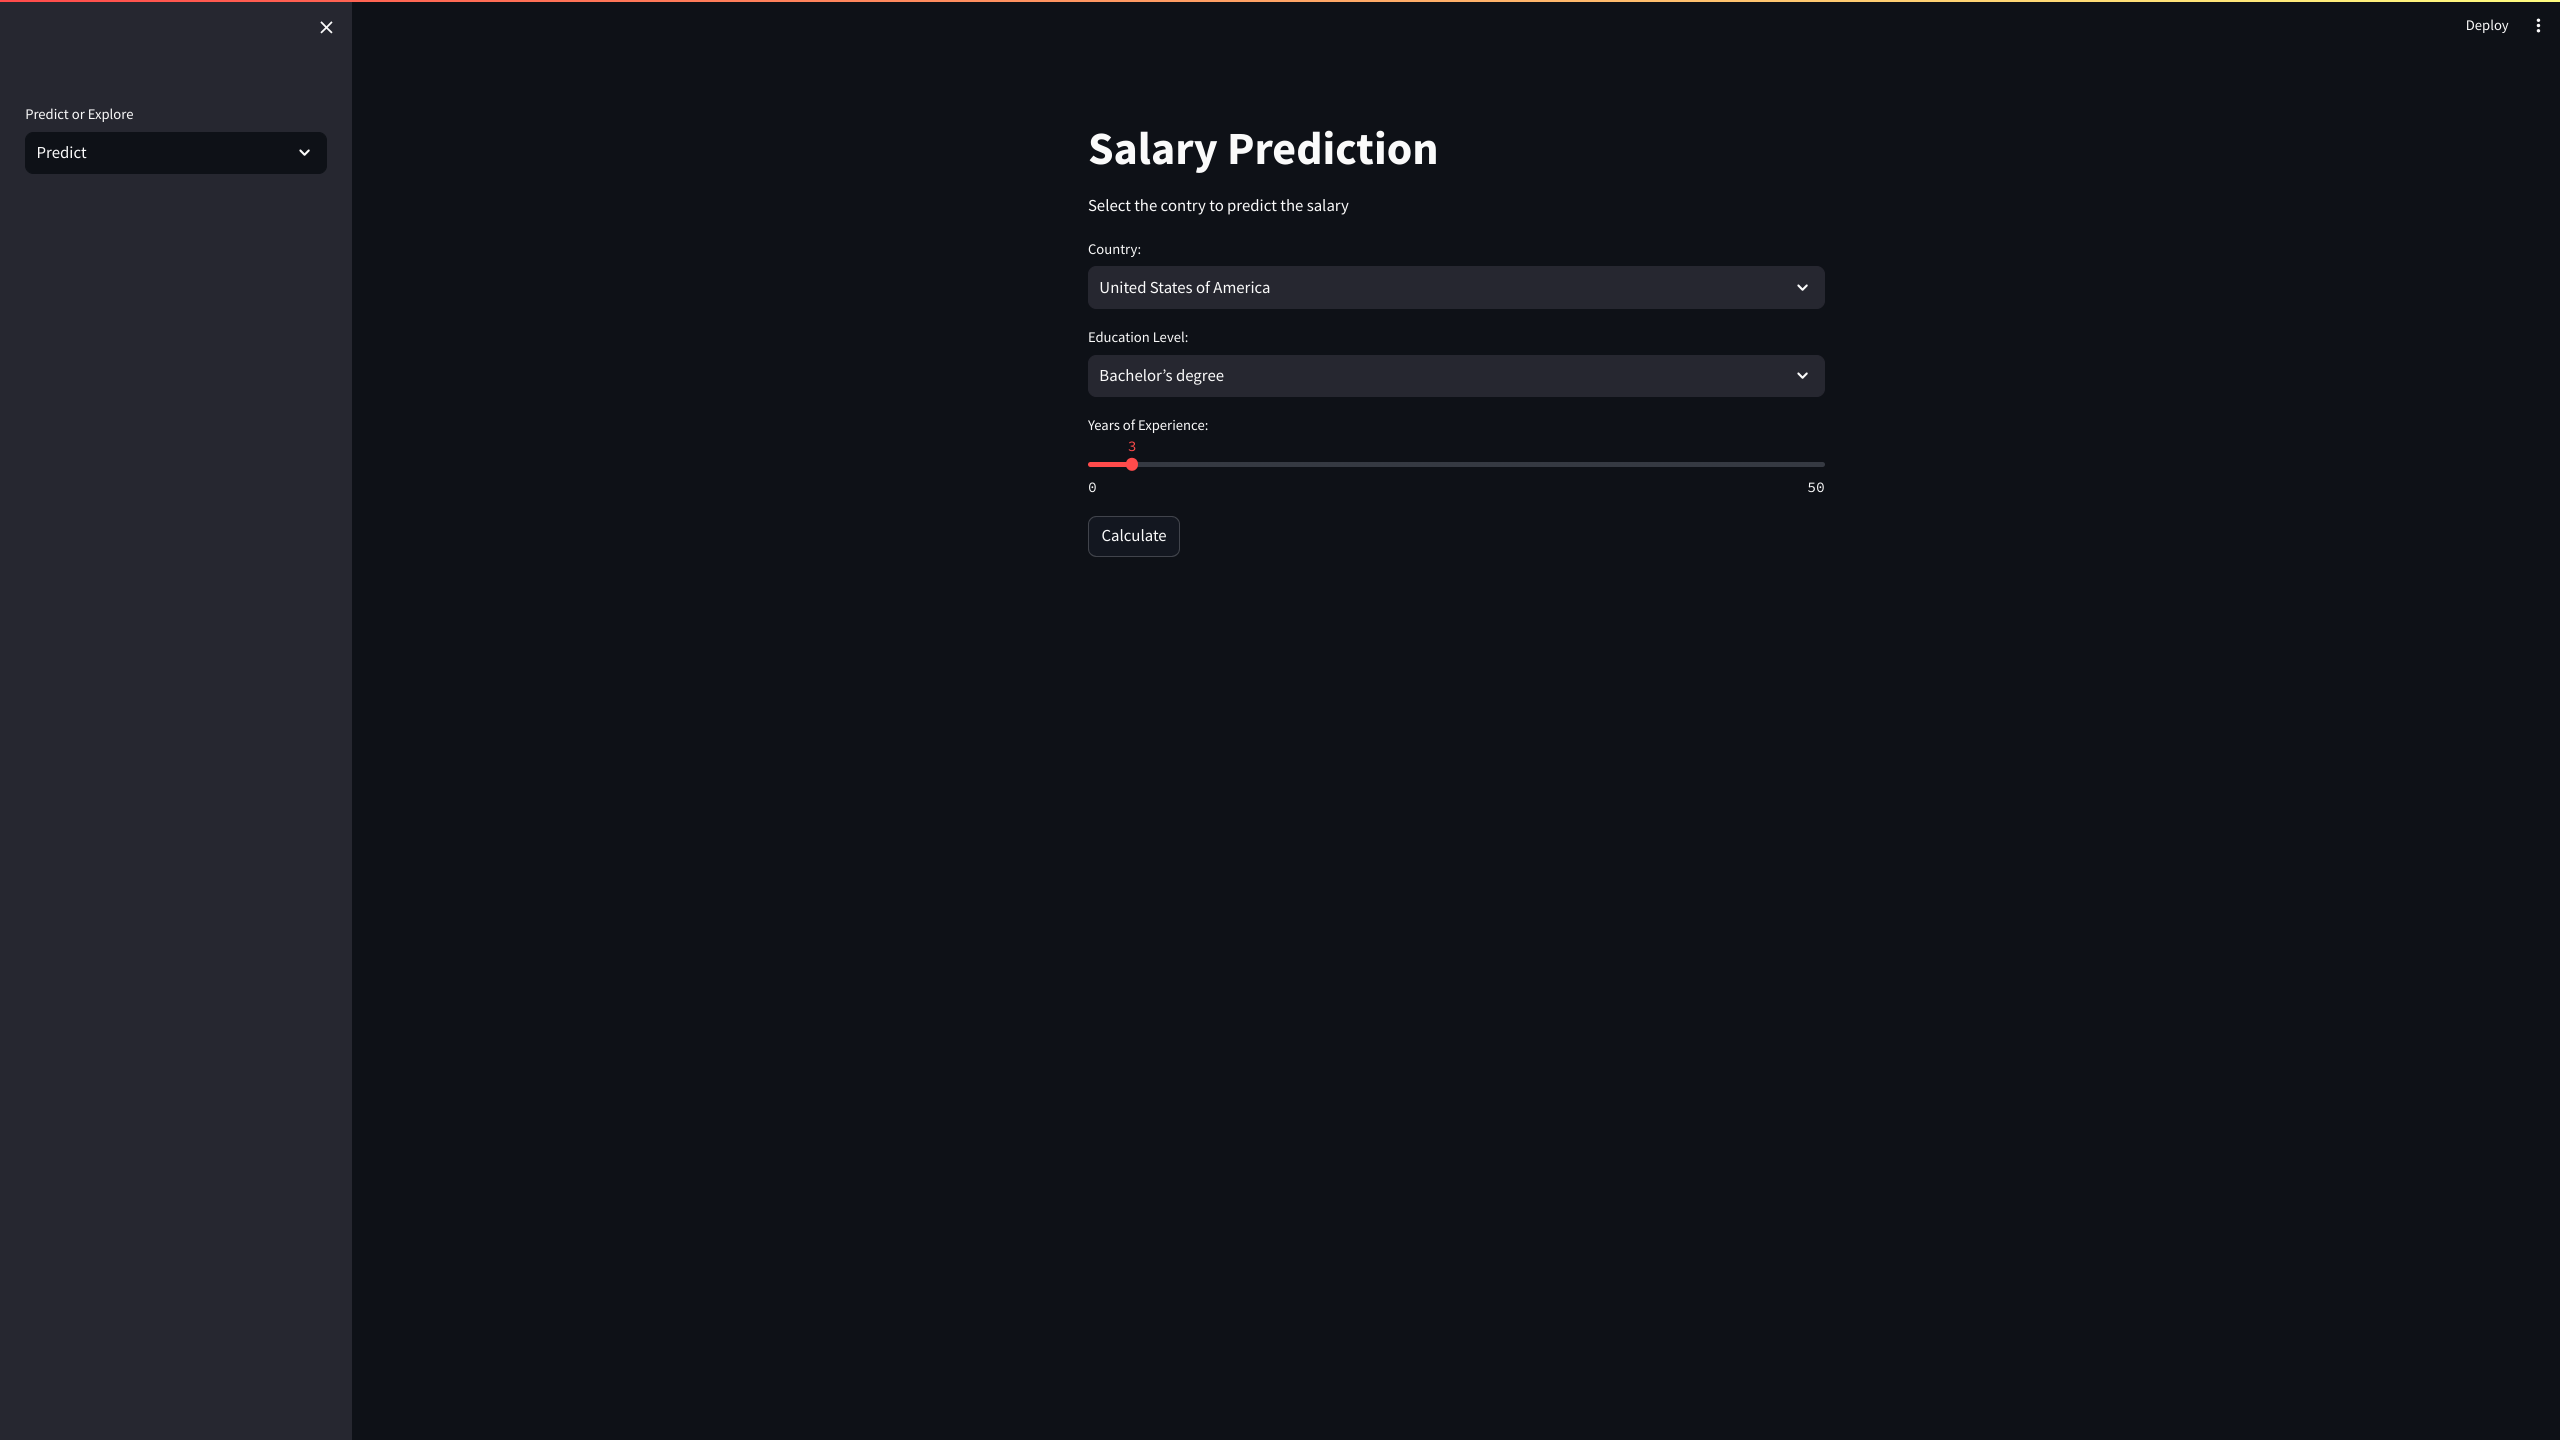 Deploy
Predict or Explore
Predict
Salary Prediction
Select the contry to predict the salary
Country:
United States of America
Education Level:
Bachelor’s degree
Years of Experience:
3
0 50
Calculate